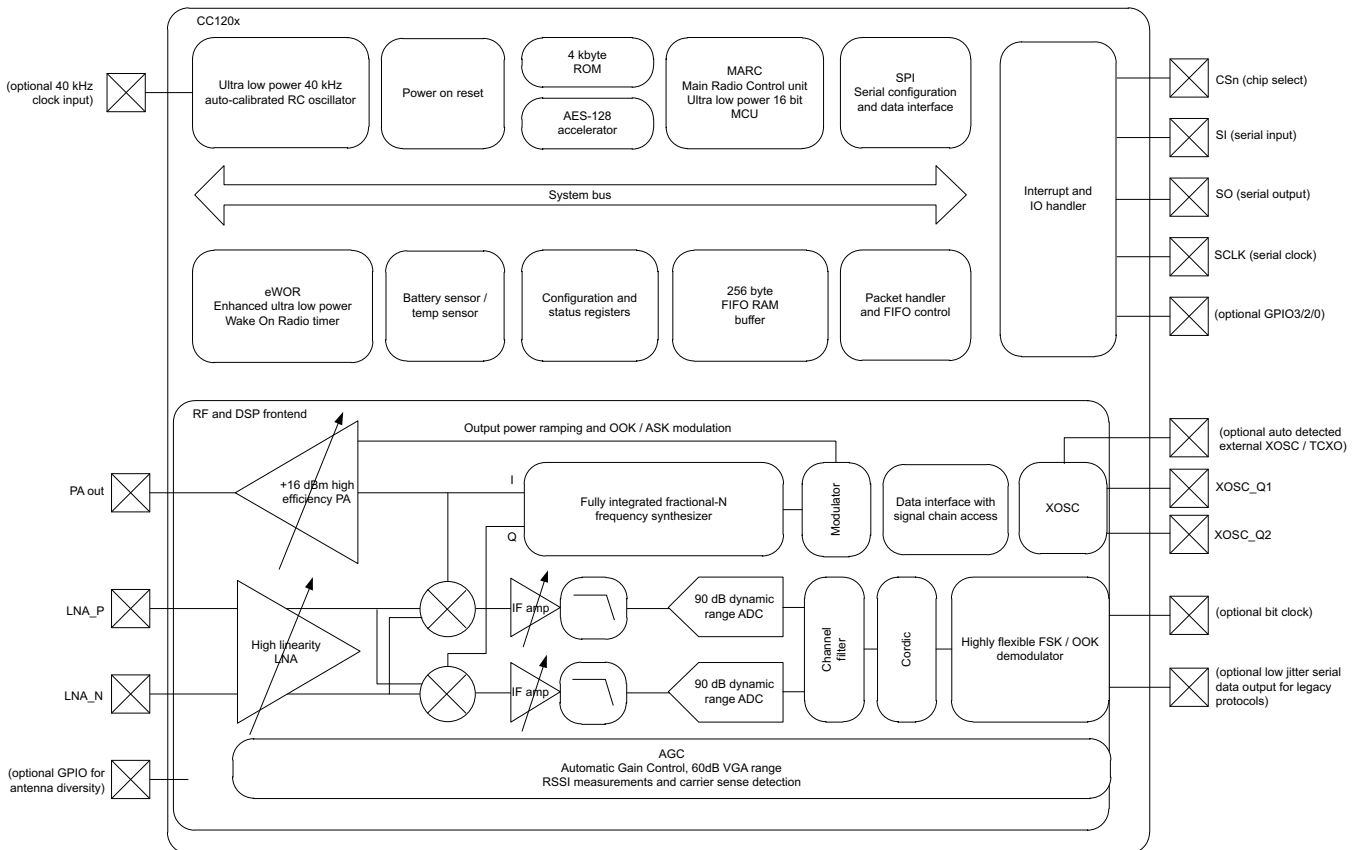 CC120x
(optional 40 kHz
clock input)
Ultra low power 40 kHz
auto-calibrated RC oscillator
Power on reset
4 kbyte
ROM
AES-128
accelerator
MARC
Main Radio Control unit
Ultra low power 16 bit
MCU
SPI
Serial configuration
and data interface
Interrupt and
IO handler
CSn (chip select)
SI (serial input)
SO (serial output)
SCLK (serial clock)
(optional GPIO3/2/0)
System bus
eWOR
Enhanced ultra low power
Wake On Radio timer
Battery sensor /
temp sensor
Configuration and
status registers
256 byte
FIFO RAM
buffer
Packet handler
and FIFO control
RF and DSP frontend
Output power ramping and OOK / ASK modulation
(optional auto detected
external XOSC / TCXO)
PA out
+16 dBm high
efficiency PA
I
Q
Fully integrated fractional-N
frequency synthesizer
Modulator
Data interface with
signal chain access
XOSC
XOSC_Q1
XOSC_Q2
LNA_P
LNA_N
High linearity
LNA
IF amp
90 dB dynamic
range ADC
IF amp
90 dB dynamic
range ADC
Channel
filter
Cordic
Highly flexible FSK / OOK
demodulator
(optional bit clock)
(optional low jitter serial
data output for legacy
protocols)
(optional GPIO for
antenna diversity)
AGC
Automatic Gain Control, 60dB VGA range
RSSI measurements and carrier sense detection